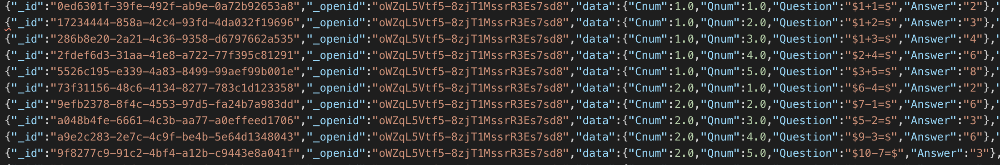 {"_id":"0ed6301f-39fe-492f-ab9e-0a72b92653a8","_openid":"oWZqL5Vtf5-8zjT1MssrR3Es7sd8","data":{"Cnum":1.0,"Qnum":1.0,"Question":"$1+1=$","Answer":"2"},"
{"_id":"17234444-858a-42c4-93fd-4da032f19696","_openid":"oWZqL5Vtf5-8zjT1MssrR3Es7sd8","data":{"Cnum":1.0,"Qnum":2.0,"Question":"$1+2=$","Answer":"3"},"
{"_id":"286b8e20-2a21-4c36-9358-d6797662a535","_openid":"oWZqL5Vtf5-8zjT1MssrR3Es7sd8","data":{"Cnum":1.0,"Qnum":3.0,"Question":"$1+3=$","Answer":"4"},"
{"_id":"2fdef6d3-31aa-41e8-a722-77f395c81291","_openid":"oWZqL5Vtf5-8zjT1MssrR3Es7sd8","data":{"Cnum":1.0,"Qnum":4.0,"Question":"$2+4=$","Answer":"6"},"
{"_id":"5526c195-e339-4a83-8499-99aef99b001e","_openid":"oWZqL5Vtf5-8zjT1MssrR3Es7sd8","data":{"Cnum":1.0,"Qnum":5.0,"Question":"$3+5=$","Answer":"8"},"
{"_id":"73f31156-48c6-4134-8277-783c1d123358","_openid":"oWZqL5Vtf5-8zjT1MssrR3Es7sd8","data":{"Cnum":2.0,"Qnum":1.0,"Question":"$6-4=$","Answer":"2"},"
{"_id":"9efb2378-8f4c-4553-97d5-fa24b7a983dd","_openid":"oWZqL5Vtf5-8zjT1MssrR3Es7sd8","data":{"Cnum":2.0,"Qnum":2.0,"Question":"$7-1=$","Answer":"6"},"
{"_id":"a048b4fe-6661-4c3b-aa77-a0effeed1706","_openid":"oWZqL5Vtf5-8zjT1MssrR3Es7sd8","data":{"Cnum":2.0,"Qnum":3.0,"Question":"$5-2=$","Answer":"3"},"
{"_id":"a9e2c283-2e7c-4c9f-be4b-5e64d1348043","_openid":"oWZqL5Vtf5-8zjT1MssrR3Es7sd8","data":{"Cnum":2.0,"Qnum":4.0,"Question":"$9-3=$","Answer":"6"},"
{"_id":"9f8277c9-91c2-4bf4-a12b-c9443e8a041f","_openid":"oWZqL5Vtf5-8zjT1MssrR3Es7sd8","data":{"Cnum":2.0,"Qnum":5.0,"Question":"$10-7=$","Answer":"3"},